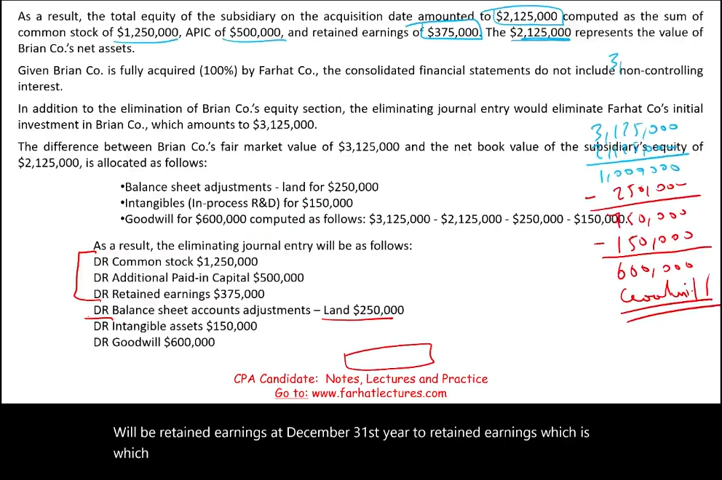 As a result, the total equity of the subsidiary on the acquisition date amounted to $2,125,000 computed as the sum of
common stock of $1,250,000, APIC of $500,000, and retained earnings of $375,000. The $2,125,000 represents the value of
Brian Co.'s net assets.
Given Brian Co. is fully acquired (100%) by Farhat Co., the consolidated financial statements do not include non-controlling
interest.
In addition to the elimination of Brian Co.'s equity section, the eliminating journal entry would eliminate Farhat Co's initial
investment in Brian Co., which amounts to $3,125,000.
The difference between Brian Co.'s fair market value of $3,125,000 and the net book value of the subsidiary's equity of
$2,125,000, is allocated as follows:
•Balance sheet adjustments - land for $250,000
•Intangibles (In-process R&D) for $150,000
•Goodwill for $600,000 computed as follows: $3,125,000 - $2,125,000 - $250,000 - $150,000.
As a result, the eliminating journal entry will be as follows:
DR Common stock $1,250,000
DR Additional Paid-in Capital $500,000
DR Retained earnings $375,000
DR Balance sheet accounts adjustments – Land $250,000
DR Intangible assets $150,000
DR Goodwill $600,000
3,125,000
1,000,000
- 250,000
750,000
- 150,000
600,000
Goodwill
CPA Candidate: Notes, Lectures and Practice
Go to: www.farhatlectures.com
Will be retained earnings at December 31st year to retained earnings which is
which